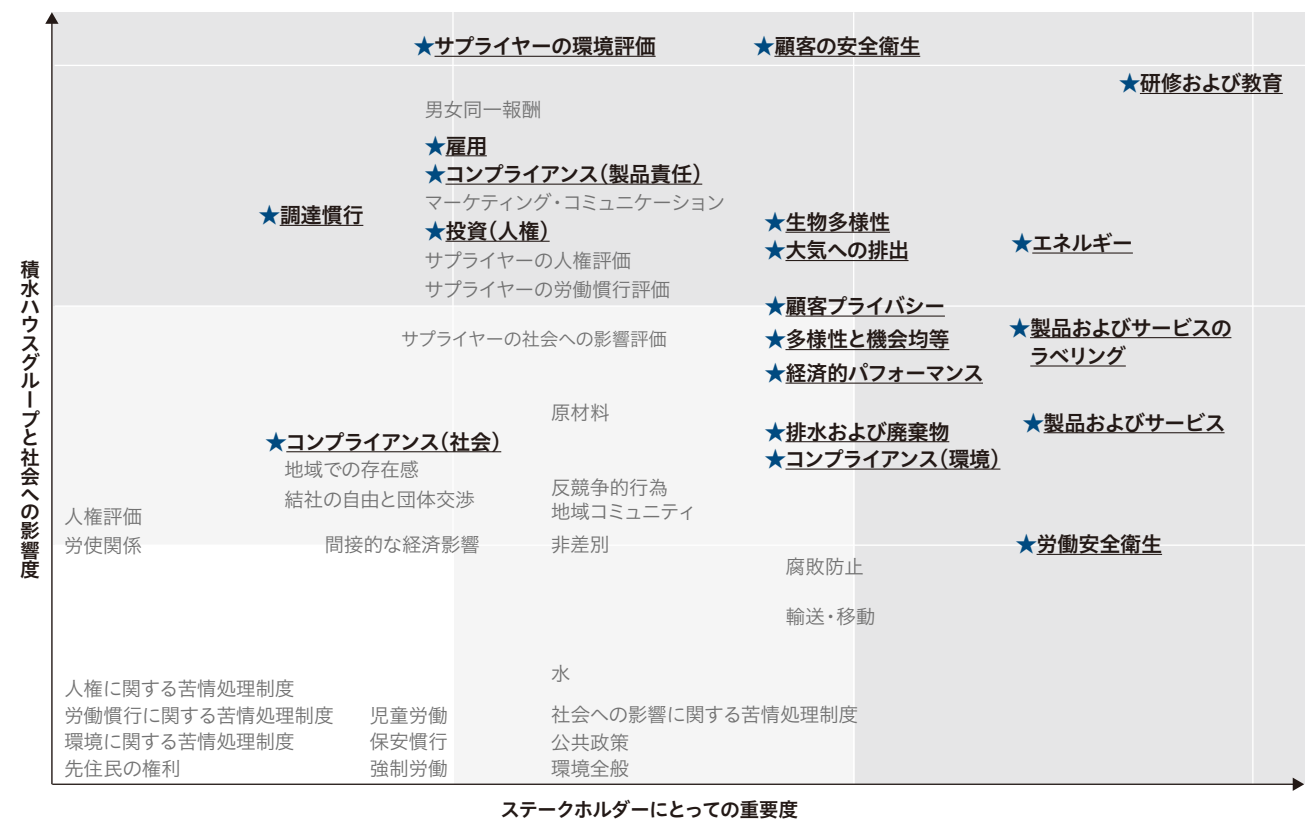 ★サプライヤーの環境評価
★顧客の安全衛生
★研修および教育
男女同一報酬
★雇用
★コンプライアンス(製品責任)
マーケティング・コミュニケーション
★調達慣行
★投資(人権)
サプライヤーの人権評価
サプライヤーの労働慣行評価
★生物多様性
★大気への排出
★エネルギー
★顧客プライバシー
★多様性と機会均等
★経済的パフォーマンス
★製品およびサービスの
ラベリング
サプライヤーの社会への影響評価
原材料
★製品およびサービス
★排水および廃棄物
★コンプライアンス(環境)
★コンプライアンス(社会)
地域での存在感
結社の自由と団体交渉
反競争的行為
地域コミュニティ
人権評価
労使関係
間接的な経済影響
非差別
★労働安全衛生
腐敗防止
輸送・移動
水
人権に関する苦情処理制度
労働慣行に関する苦情処理制度
環境に関する苦情処理制度
先住民の権利
児童労働
保安慣行
強制労働
社会への影響に関する苦情処理制度
公共政策
環境全般
積水ハウスグループと社会への影響度
ステークホルダーにとっての重要度